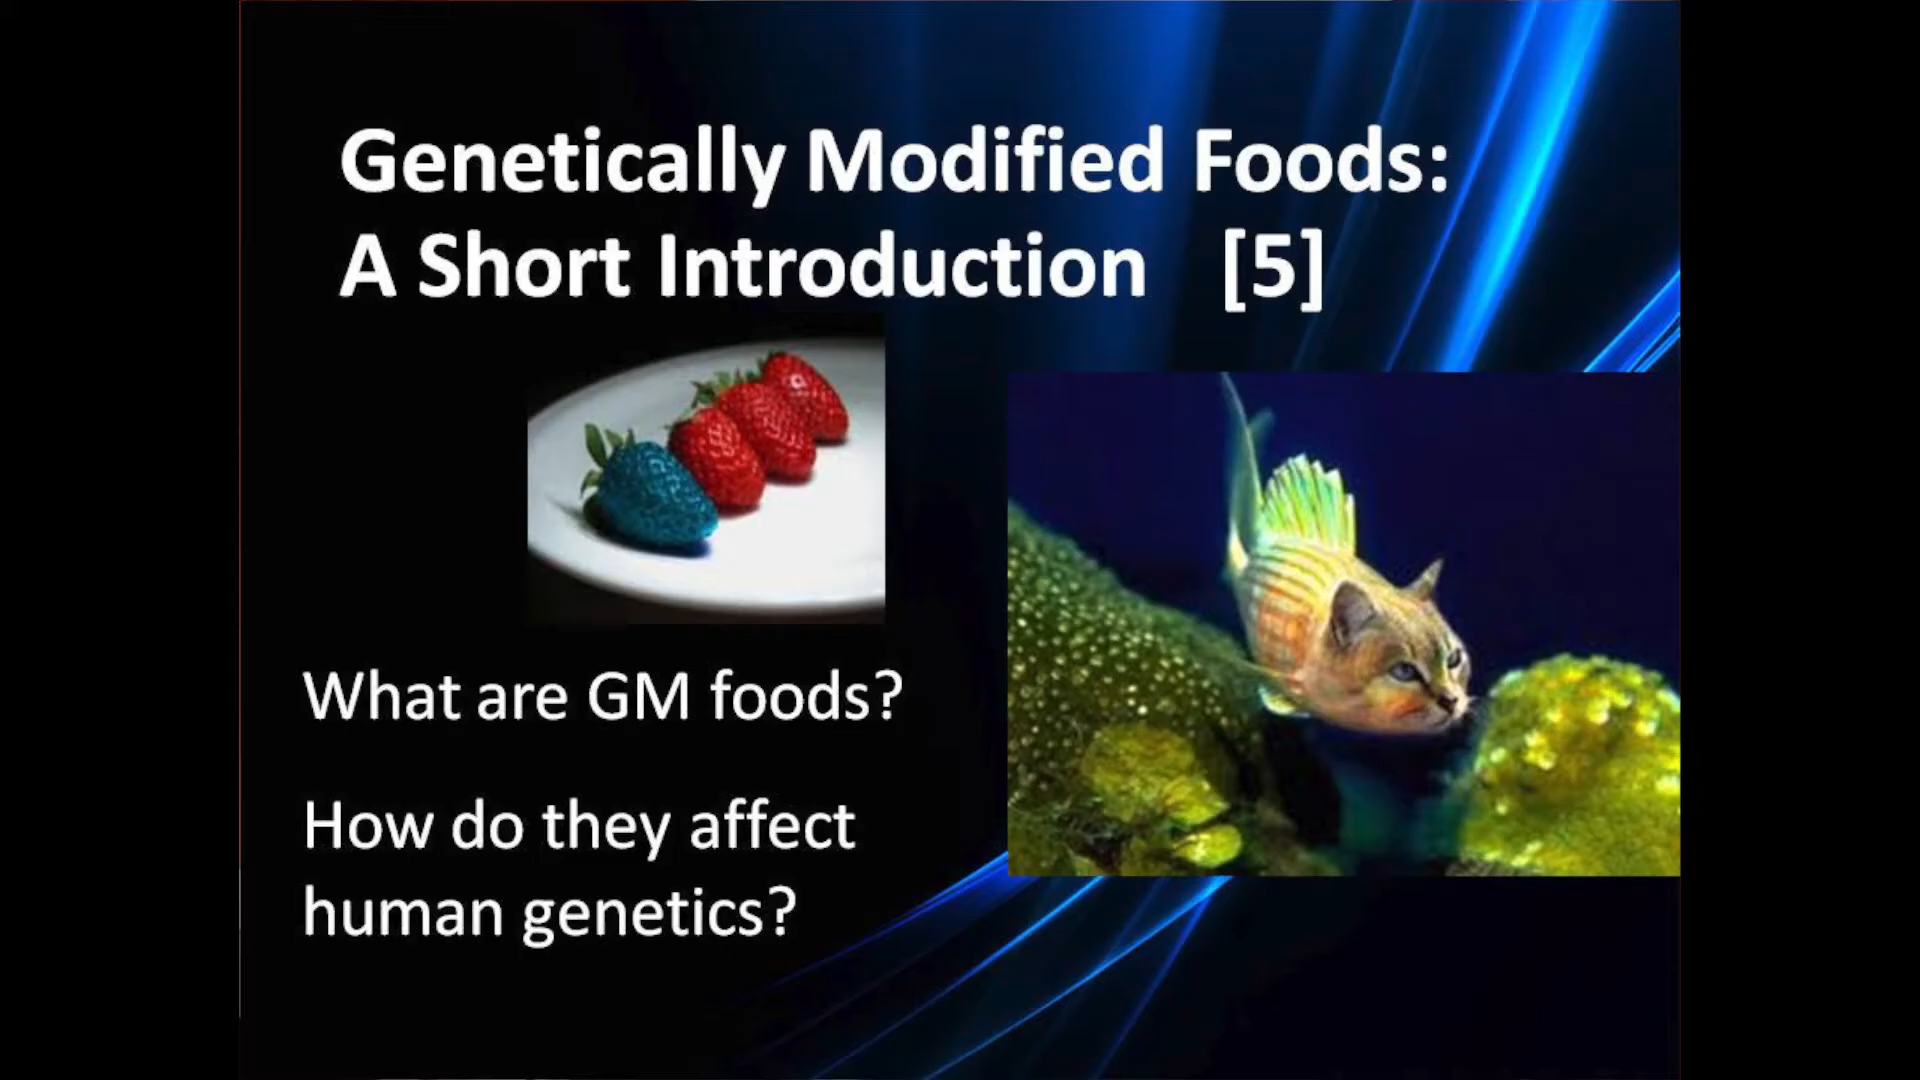 Genetically Modified Foods:
A Short Introduction [5]
What are GM foods?
How do they affect
human genetics?